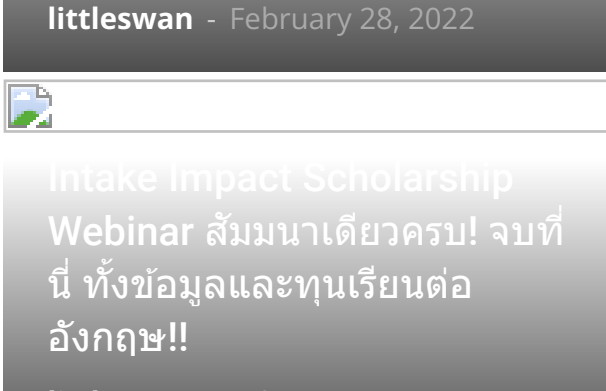 littleswan - February 28, 2022
Intake Impact Scholarship
Webinar สัมมนาเดียวครบ! จบที่
นี่ ทั้งข้อมูลและทุนเรียนต่อ
อังกฤษ!!